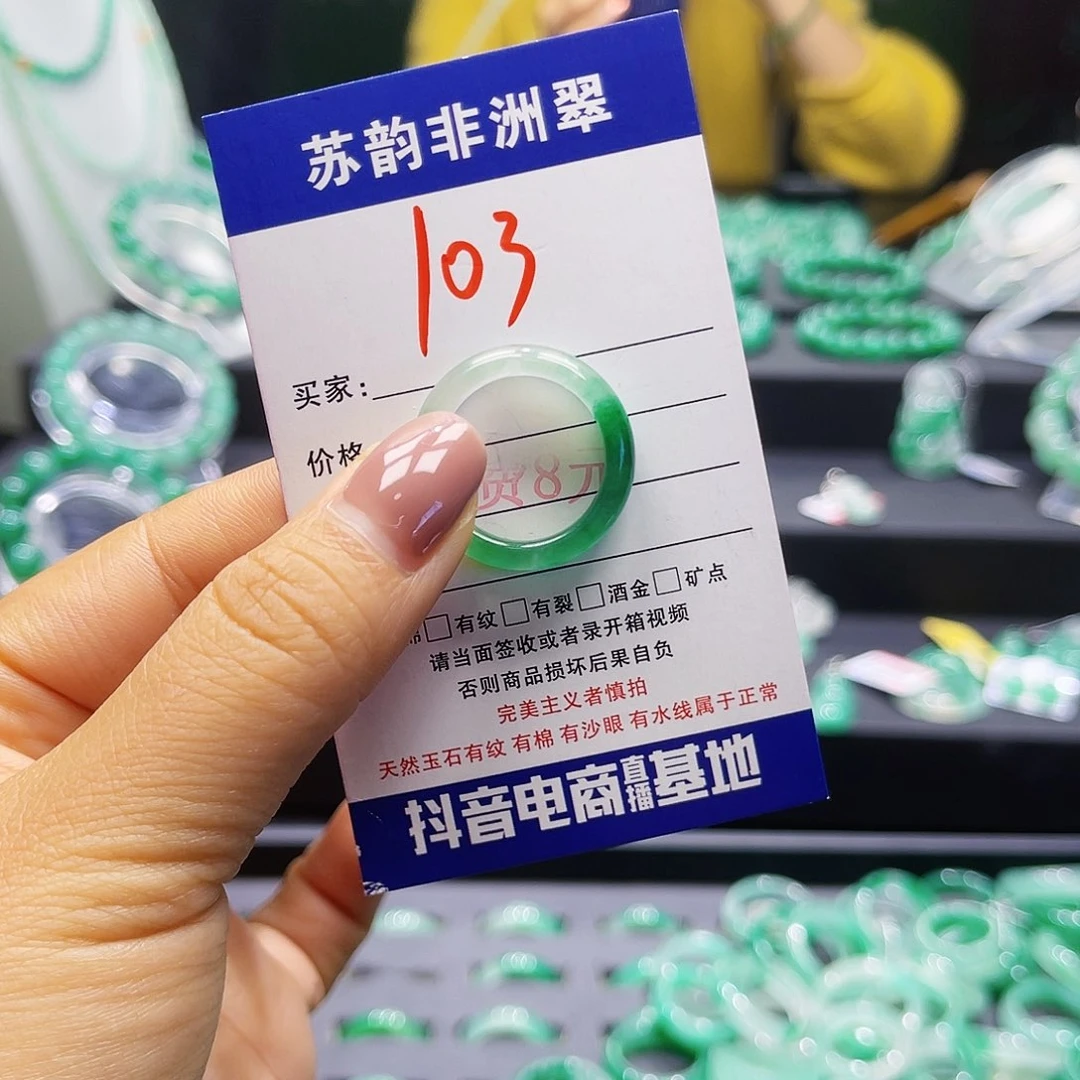 苏韵非洲翠
103
买家:
价格
费8元
有纹 有裂 酒金 矿点
请当面签收或者录开箱视频
否则商品损坏后果自负
完美主义者慎拍
天然玉石有纹 有棉 有沙眼 有水线属于正常
抖音电商直播基地